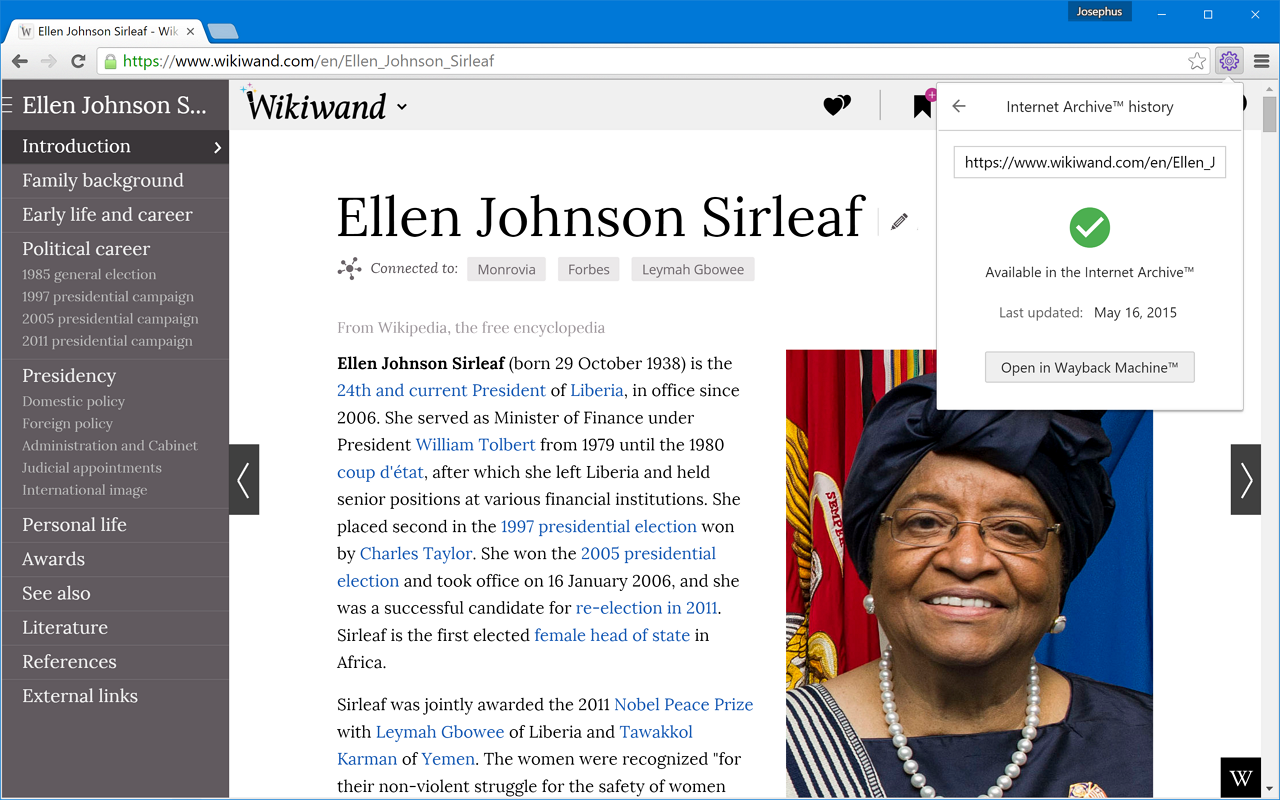 Josephus
Ellen Johnson Sirleaf - Wik
https://www.wikiwand.com/en/Ellen_Johnson_Sirleaf
Ellen Johnson S...
Introduction
Family background
Early life and career
Political career
1985 general election
1997 presidential campaign
2005 presidential campaign
2011 presidential campaign
Presidency
Domestic policy
Foreign policy
Administration and Cabinet
Judicial appointments
International image
Personal life
Awards
See also
Literature
References
External links
Wikiwand
Ellen Johnson Sirleaf
Connected to: Monrovia Forbes Leymah Gbowee
From Wikipedia, the free encyclopedia
Ellen Johnson Sirleaf (born 29 October 1938) is the
24th and current President of Liberia, in office since
2006. She served as Minister of Finance under
President William Tolbert from 1979 until the 1980
coup d'état, after which she left Liberia and held
senior positions at various financial institutions. She
placed second in the 1997 presidential election won
by Charles Taylor. She won the 2005 presidential
election and took office on 16 January 2006, and she
was a successful candidate for re-election in 2011.
Sirleaf is the first elected female head of state in
Africa.
Sirleaf was jointly awarded the 2011 Nobel Peace Prize
with Leymah Gbowee of Liberia and Tawakkol
Karman of Yemen. The women were recognized "for
their non-violent struggle for the safety of women
Internet Archive™ history
https://www.wikiwand.com/en/Ellen_J
Available in the Internet Archive™
Last updated: May 16, 2015
Open in Wayback Machine™
SEMPER
W